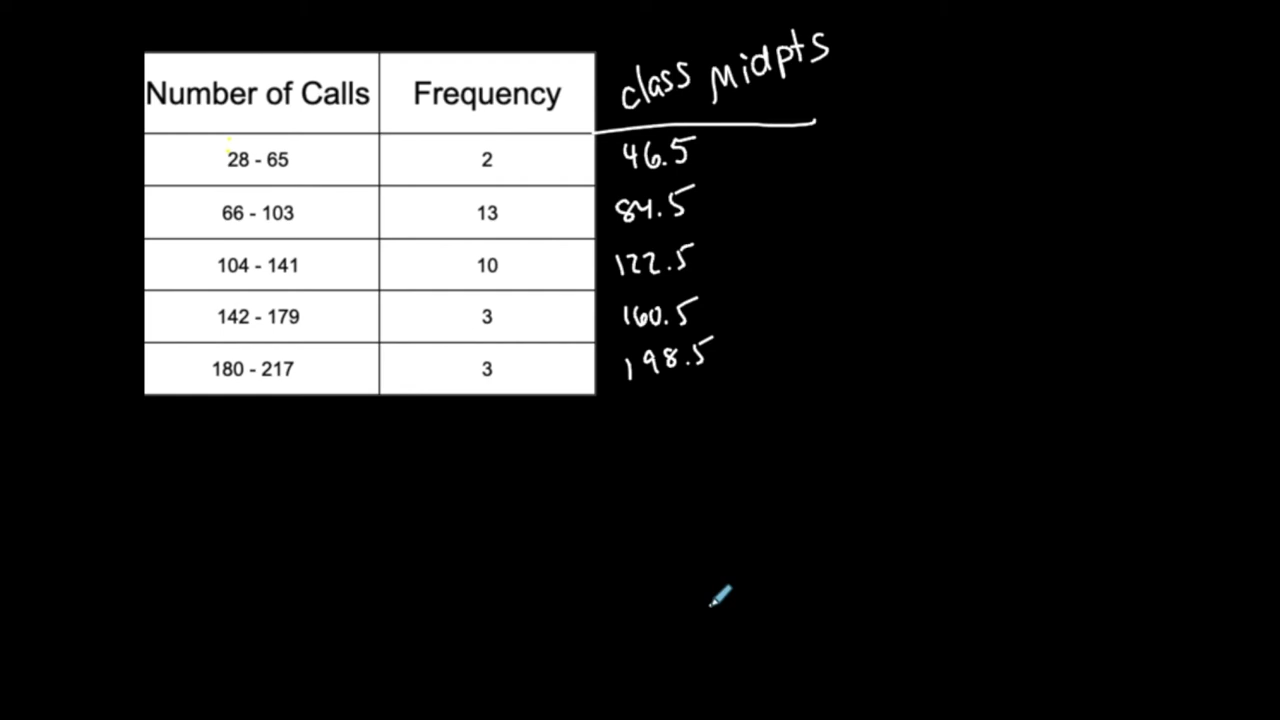 Number of Calls Frequency class Midpts
28 - 65 2 46.5
66 - 103 13 84.5
104 - 141 10 122.5
142 - 179 3 160.5
180 - 217 3 198.5